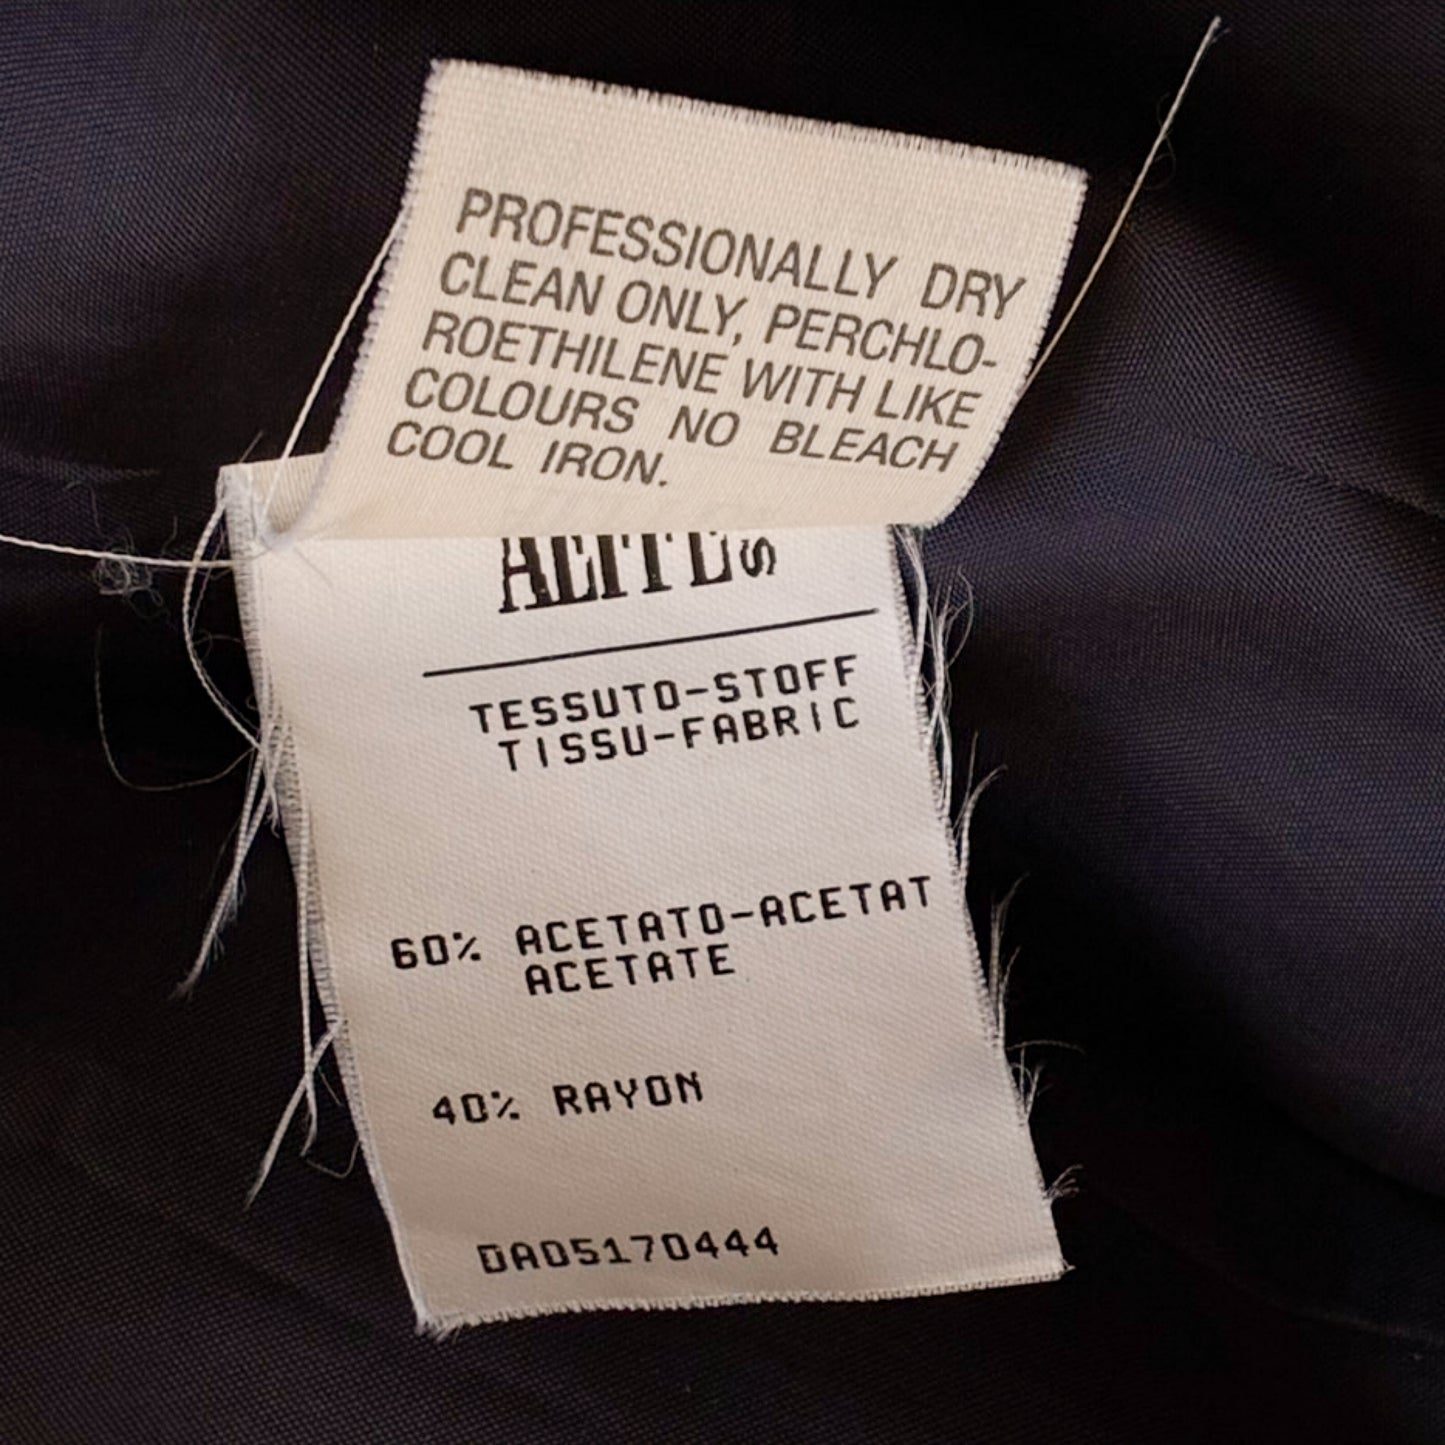 PROFESSIONALLY DRY
CLEAN ONLY, PERCHLO-
ROETHILENE WITH LIKE
COLOURS NO BLEACH
COOL IRON.
TESSUTO-STOFF
TISSU-FABRIC
60% ACETATO-ACETAT
ACETATE
40% RAYON
DA05170444